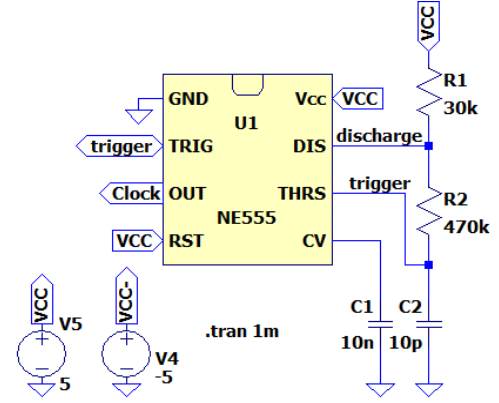 VCC
R1
30k
GND
Vcc
VCC
U1
discharge
trigger
TRIG
DIS
Clock
OUT
THRS
trigger
R2
470k
NE555
VCC
RST
CV
VCC
VCC-
V5
5
V4
-5
.tran 1m
C1
10n
C2
10p